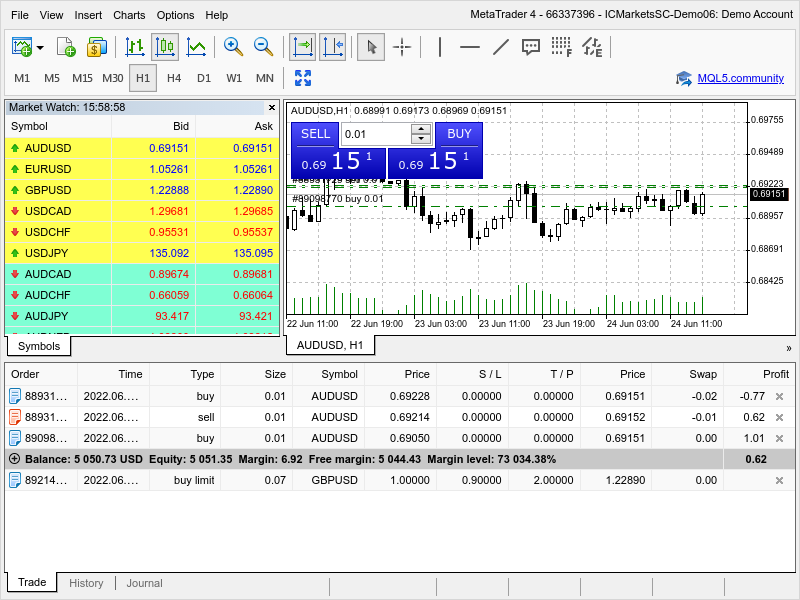 File View Insert Charts Options Help MetaTrader 4 - 66337396 - ICMarketsSC-Demo06: Demo Account
M1 M5 M15 M30 H1 H4 D1 W1 MN MQL5.community
Market Watch: 15:58:58
Symbol Bid Ask
AUDUSD 0.69151 0.69151
EURUSD 1.05261 1.05261
GBPUSD 1.22888 1.22890
USDCAD 1.29681 1.29685
USDCHF 0.95531 0.95537
USDJPY 135.092 135.095
AUDCAD 0.89674 0.89681
AUDCHF 0.66059 0.66064
AUDJPY 93.417 93.421
Symbols
AUDUSD,H1 0.68991 0.69173 0.68969 0.69151
SELL 0.01 BUY
0.69 15 1 0.69 15 1
#89098770 buy 0.01
0.69755
0.69489
0.69223
0.69151
0.68957
0.68691
0.68425
22 Jun 11:00 22 Jun 19:00 23 Jun 03:00 23 Jun 11:00 23 Jun 19:00 24 Jun 03:00 24 Jun 11:00
AUDUSD, H1 »
Order Time Type Size Symbol Price S / L T / P Price Swap Profit
88931... 2022.06.... buy 0.01 AUDUSD 0.69228 0.00000 0.00000 0.69151 -0.02 -0.77
88931... 2022.06.... sell 0.01 AUDUSD 0.69214 0.00000 0.00000 0.69152 -0.01 0.62
89098... 2022.06.... buy 0.01 AUDUSD 0.69050 0.00000 0.00000 0.69151 0.00 1.01
Balance: 5 050.73 USD Equity: 5 051.35 Margin: 6.92 Free margin: 5 044.43 Margin level: 73 034.38% 0.62
89214... 2022.06.... buy limit 0.07 GBPUSD 1.00000 0.90000 2.00000 1.22890 0.00
Trade History Journal